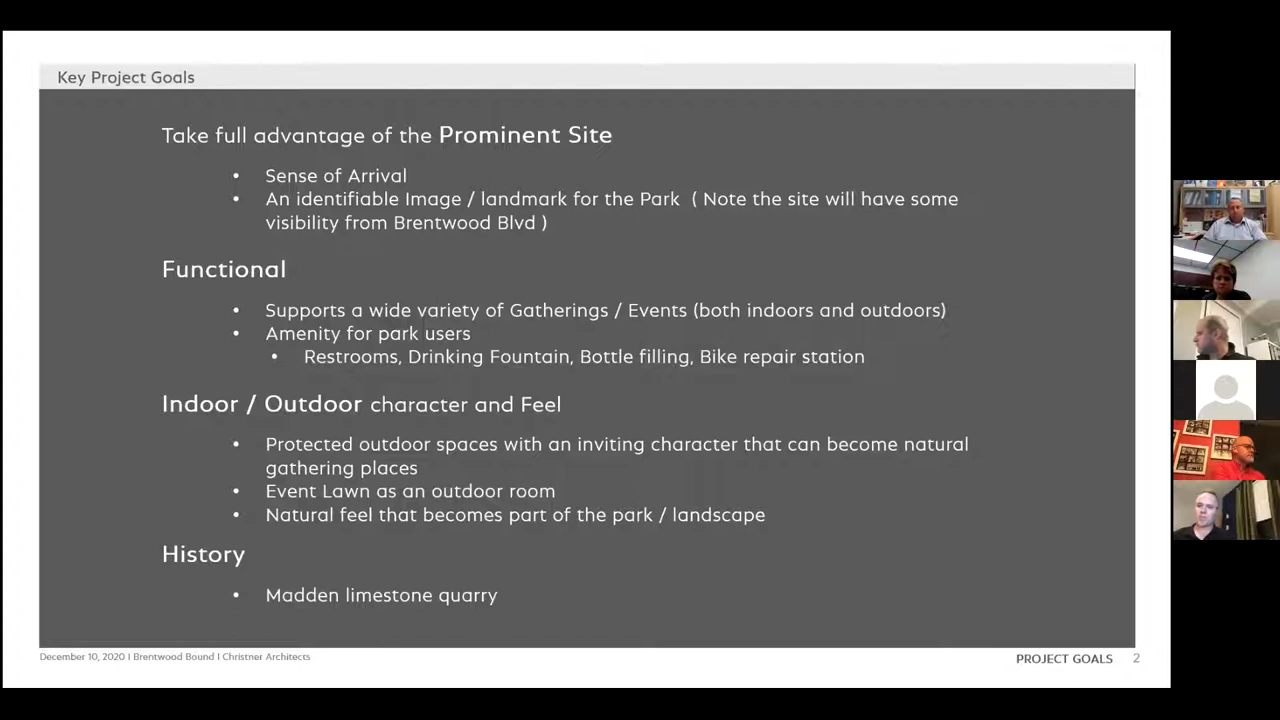 Key Project Goals
Take full advantage of the Prominent Site
• Sense of Arrival
• An identifiable Image / landmark for the Park ( Note the site will have some
visibility from Brentwood Blvd )
Functional
• Supports a wide variety of Gatherings / Events (both indoors and outdoors)
• Amenity for park users
• Restrooms, Drinking Fountain, Bottle filling, Bike repair station
Indoor / Outdoor character and Feel
• Protected outdoor spaces with an inviting character that can become natural
gathering places
• Event Lawn as an outdoor room
• Natural feel that becomes part of the park / landscape
History
• Madden limestone quarry
December 10, 2020 I Brentwood Bound I Christner Architects
PROJECT GOALS 2